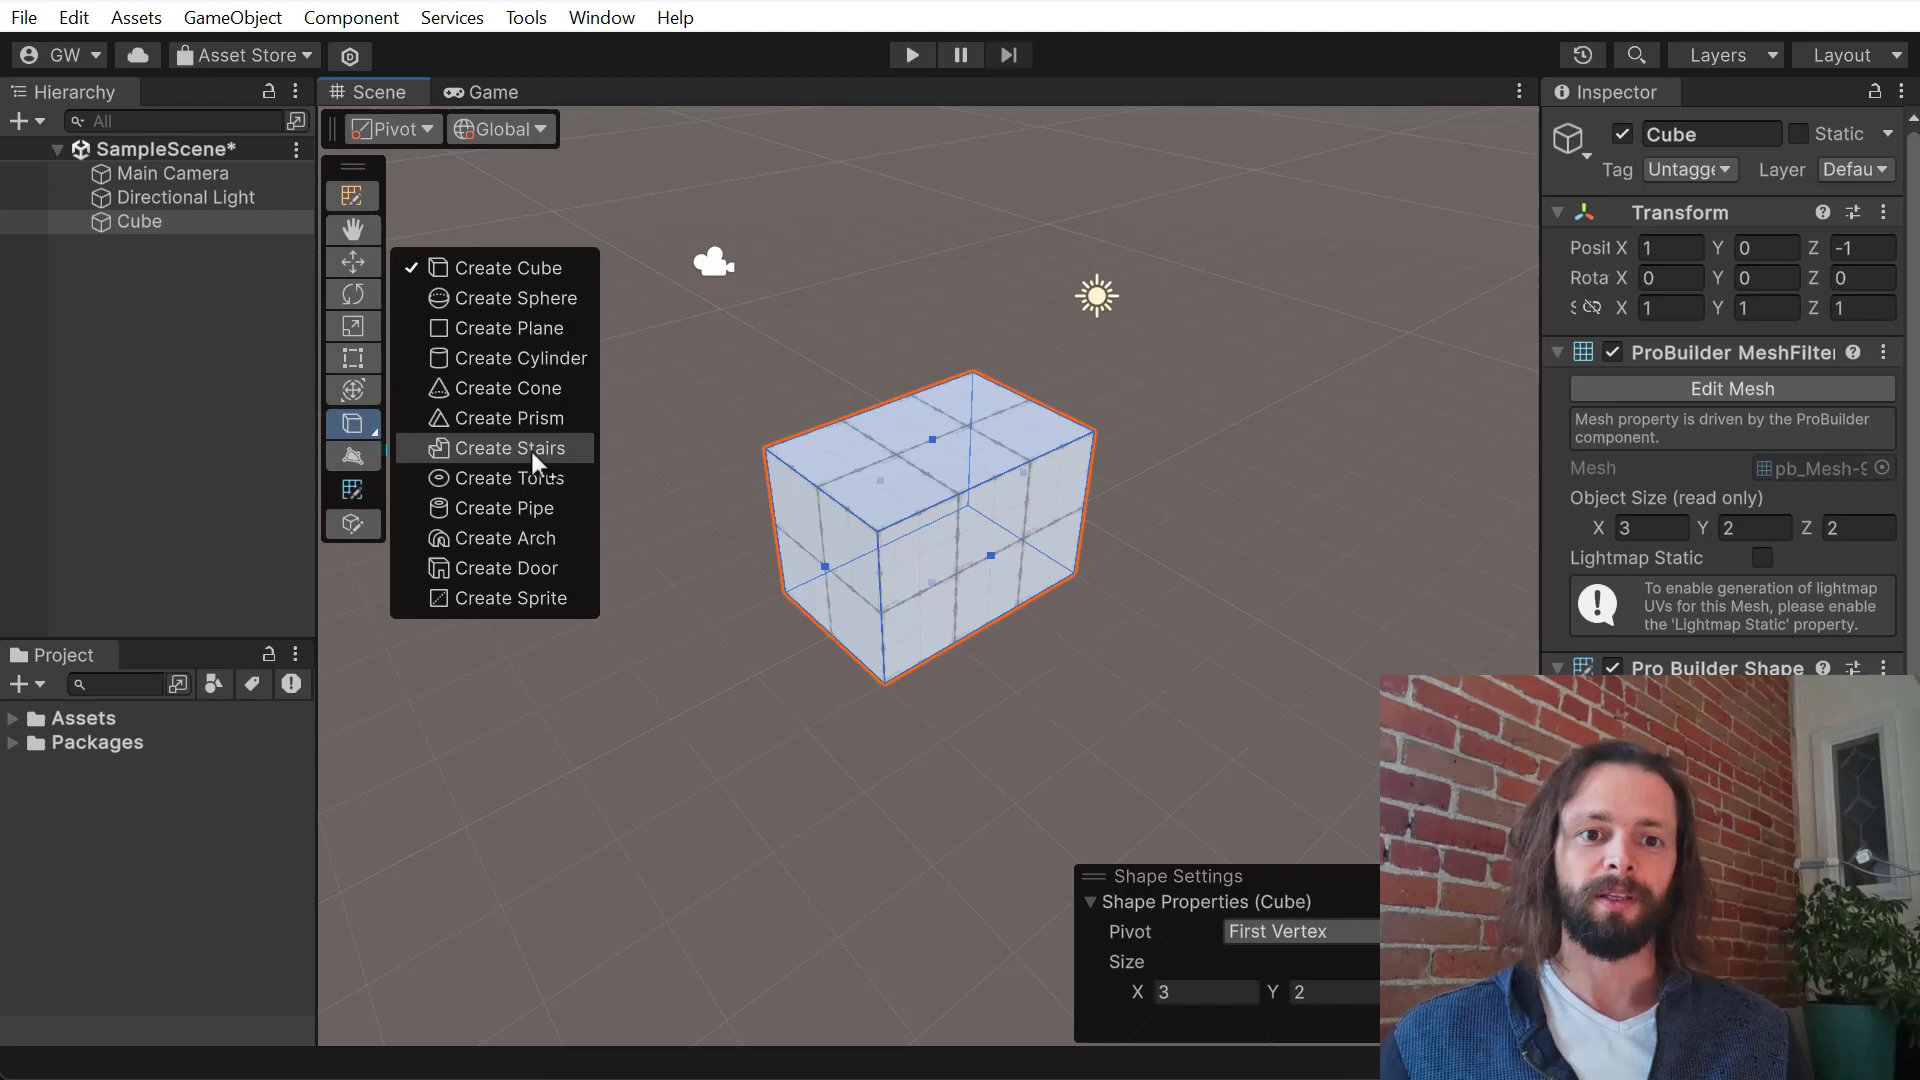 File Edit Assets GameObject Component Services Tools Window Help
GW Asset Store Layers Layout
Hierarchy
All
SampleScene*
Main Camera
Directional Light
Cube
Scene Game
Pivot Global
Create Cube
Create Sphere
Create Plane
Create Cylinder
Create Cone
Create Prism
Create Stairs
Create Torus
Create Pipe
Create Arch
Create Door
Create Sprite
Project
Assets
Packages
Shape Settings
Shape Properties (Cube)
Pivot First Vertex
Size
X 3 Y 2
Inspector
Cube Static
Tag Untagge Layer Defau
Transform
Posit X 1 Y 0 Z -1
Rota X 0 Y 0 Z 0
S X 1 Y 1 Z 1
ProBuilder MeshFilter
Edit Mesh
Mesh property is driven by the ProBuilder
component.
Mesh pb_Mesh-9
Object Size (read only)
X 3 Y 2 Z 2
Lightmap Static
To enable generation of lightmap
UVs for this Mesh, please enable
the 'Lightmap Static' property.
Pro Builder Shape